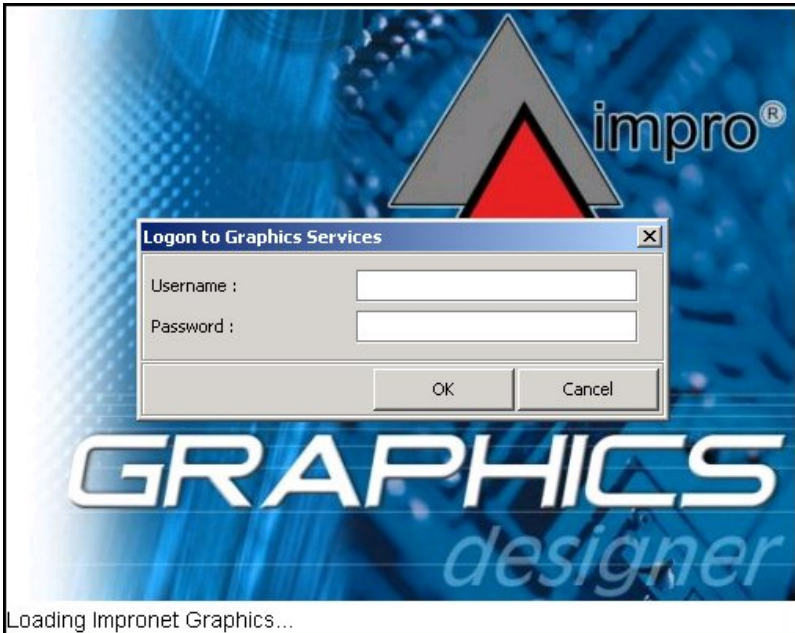 impro®
Logon to Graphics Services
Username :
Password :
OK Cancel
GRAPHICS
designer
Loading Impronet Graphics...